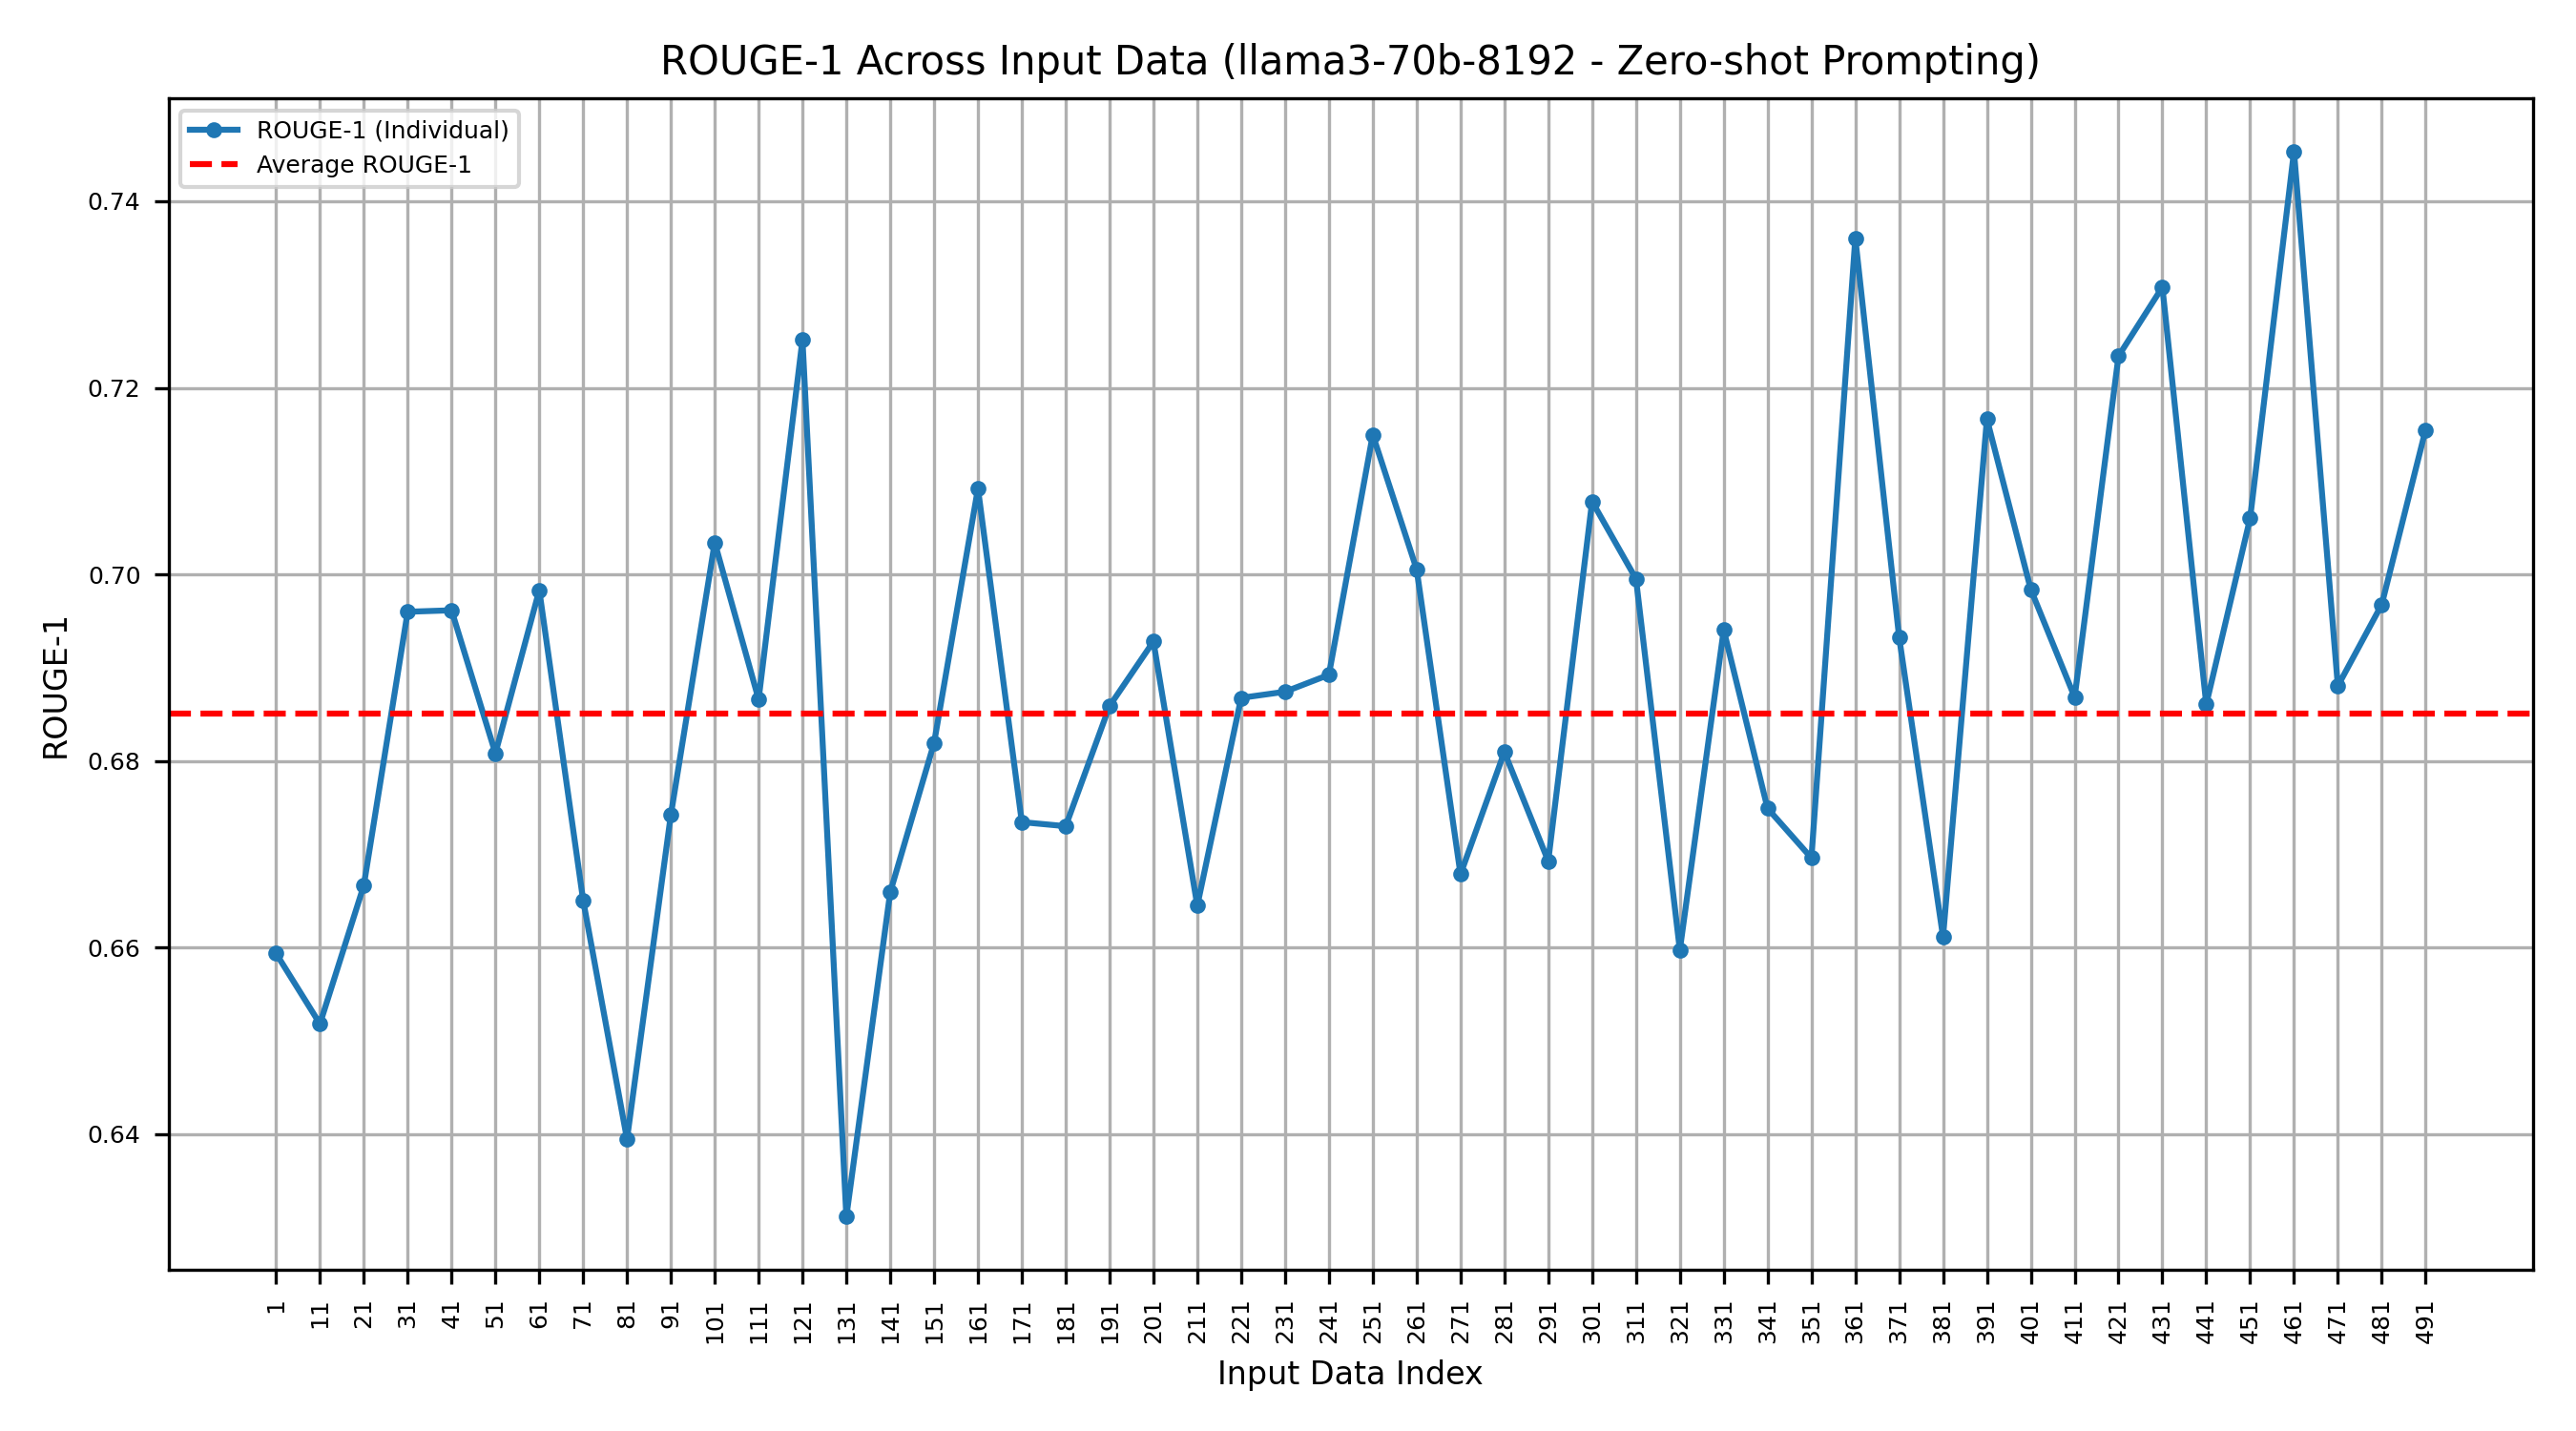 ROUGE-1 Across Input Data (llama3-70b-8192 - Zero-shot Prompting)
ROUGE-1 (Individual)
Average ROUGE-1
0.74
0.72
0.70
0.68
0.66
0.64
ROUGE-1
1 11 21 31 41 51 61 71 81 91 101 111 121 131 141 151 161 171 181 191 201 211 221 231 241 251 261 271 281 291 301 311 321 331 341 351 361 371 381 391 401 411 421 431 441 451 461 471 481 491
Input Data Index